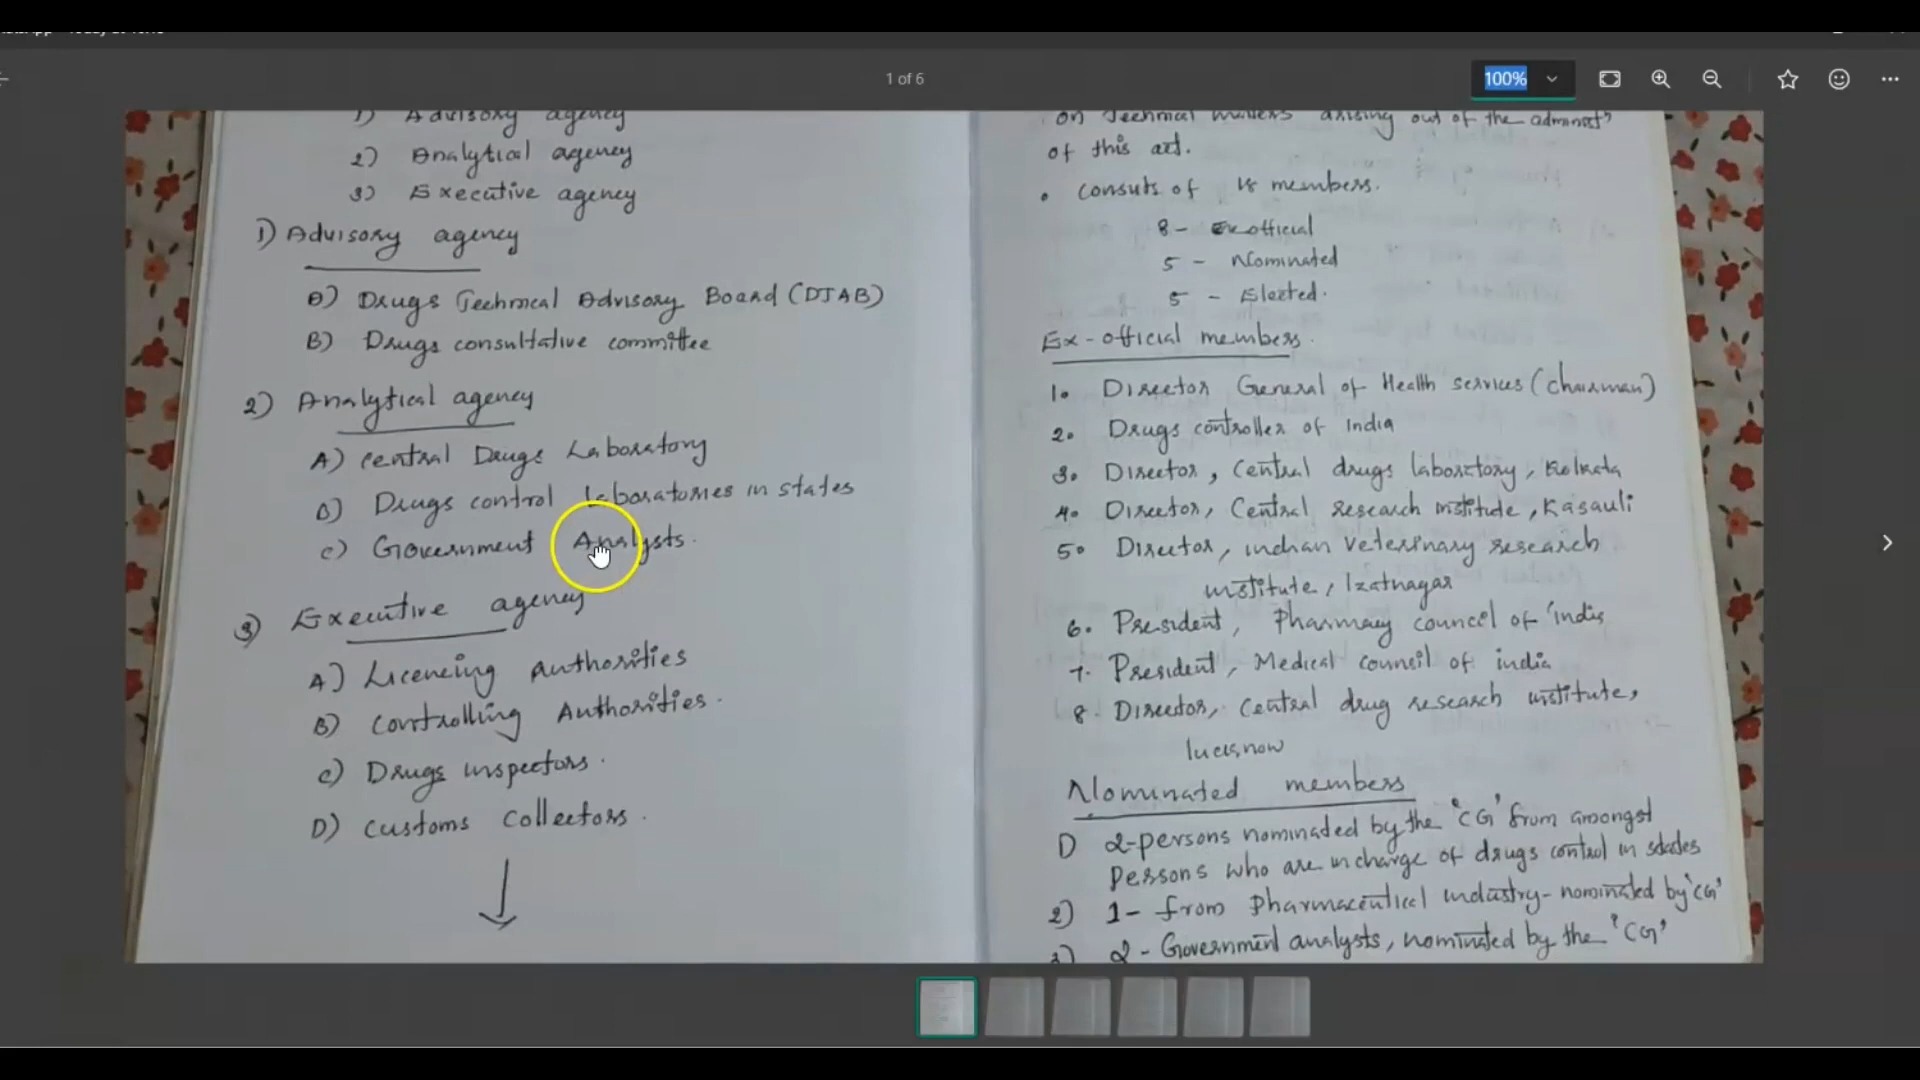 1 of 6
100%
1) Advisory agency
2) Analytical agency
3) Executive agency
1) Advisory agency
A) Drugs Technical Advisory Board (DTAB)
B) Drugs consultative committee
2) Analytical agency
A) Central Drugs Laboratory
B) Drugs control laboratories in states
C) Government Analysts.
3) Executive agency
A) Licencing Authorities
B) Controlling Authorities.
C) Drugs inspectors.
D) Customs Collectors.
on Technical matters arising out of the administ
of this act.
• Consists of 18 members.
8 - Ex official
5 - Nominated
5 - Elected.
Ex-official members.
1. Director General of Health services (chairman)
2. Drugs controller of India
3. Director, Central drugs laboratory, Kolkata
4. Director, Central Research institute, Kasauli
5. Director, indian Veterinary research
institute, Izatnagar
6. President, Pharmacy council of india
7. President, Medical council of india
8. Director, Central drug research institute,
lucknow
Nominated members
1) 2-persons nominated by the 'CG' from amongst
Persons who are incharge of drugs control in states
2) 1- from Pharmaceutical industry - nominated by 'CG'
3) 2 - Government analysts, nominated by the 'CG'